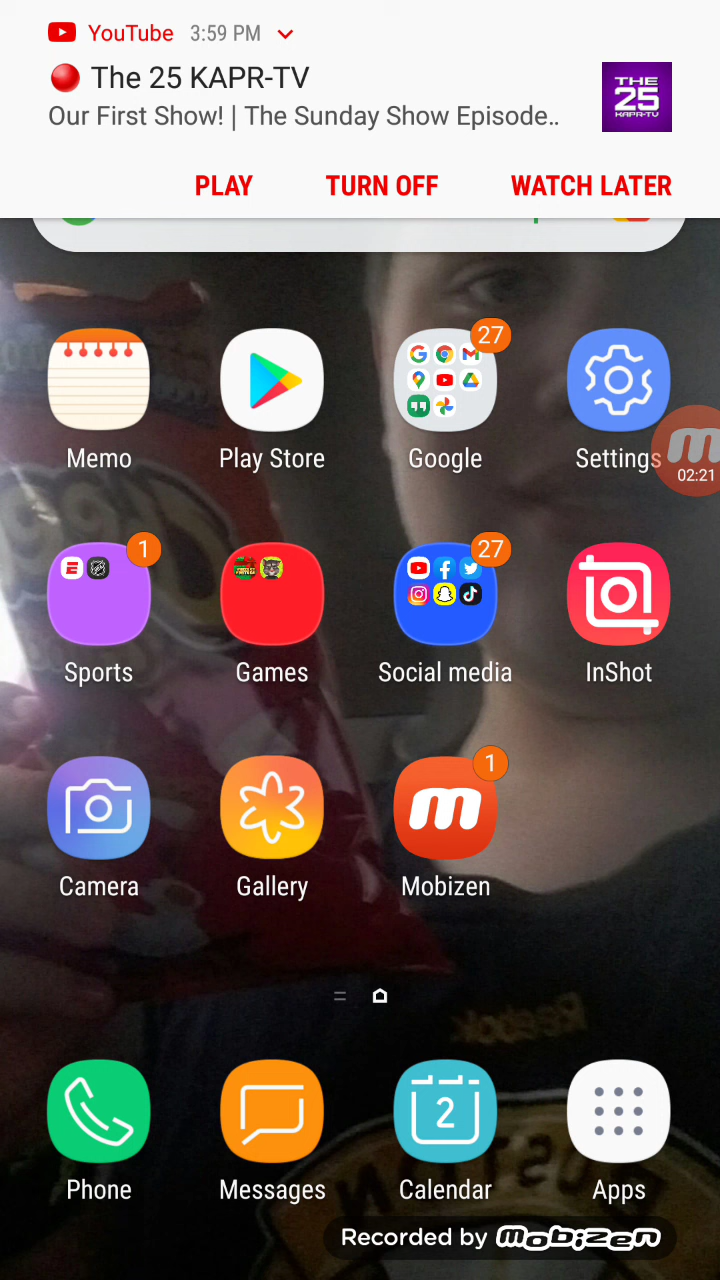 YouTube 3:59 PM
The 25 KAPR-TV
Our First Show! | The Sunday Show Episode..
THE
25
KAPR-TV
PLAY TURN OFF WATCH LATER
27
Memo Play Store Google Settings
02:21
1 27
Sports Games Social media InShot
1
Camera Gallery Mobizen
Reebok
2
Phone Messages Calendar Apps
Recorded by mobizen